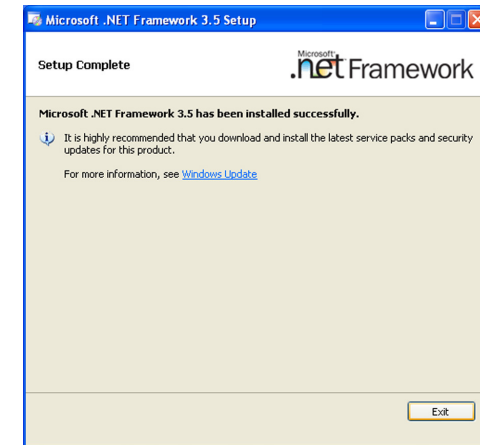 Microsoft .NET Framework 3.5 Setup
Setup Complete
Microsoft
.net Framework
Microsoft .NET Framework 3.5 has been installed successfully.
It is highly recommended that you download and install the latest service packs and security
updates for this product.
For more information, see Windows Update
Exit